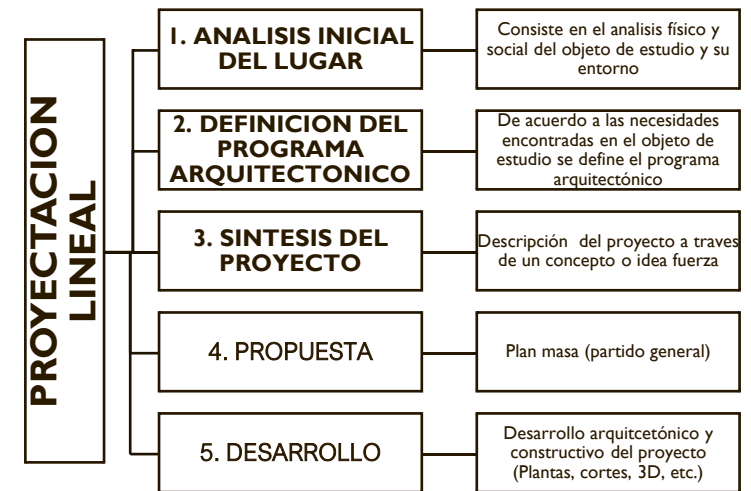 PROYECTACION
LINEAL
1. ANALISIS INICIAL
DEL LUGAR
Consiste en el analisis físico y
social del objeto de estudio y su
entorno
2. DEFINICION DEL
PROGRAMA
ARQUITECTONICO
De acuerdo a las necesidades
encontradas en el objeto de
estudio se define el programa
arquitectónico
3. SINTESIS DEL
PROYECTO
Descripción del proyecto a traves
de un concepto o idea fuerza
4. PROPUESTA
Plan masa (partido general)
5. DESARROLLO
Desarrollo arquitcetónico y
constructivo del proyecto
(Plantas, cortes, 3D, etc.)